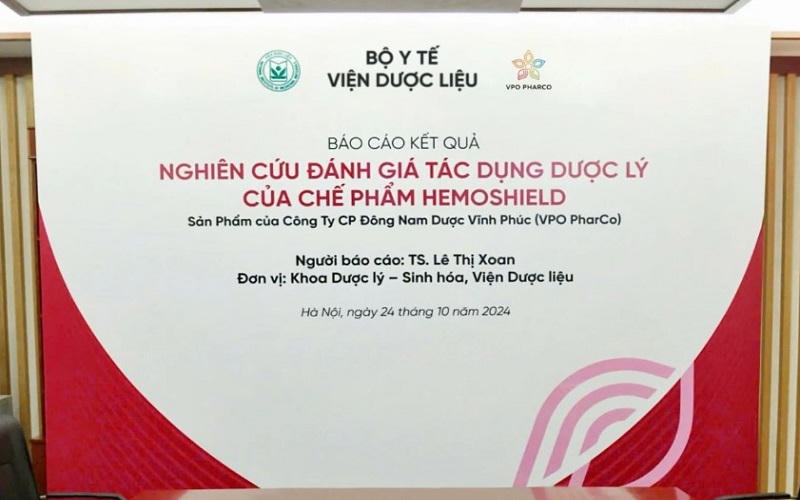 BỘ Y TẾ
VIỆN DƯỢC LIỆU
VPO PHARCO
BÁO CÁO KẾT QUẢ
NGHIÊN CỨU ĐÁNH GIÁ TÁC DỤNG DƯỢC LÝ
CỦA CHẾ PHẨM HEMOSHIELD
Sản Phẩm của Công Ty CP Đông Nam Dược Vĩnh Phúc (VPO PharCo)
Người báo cáo: TS. Lê Thị Xoan
Đơn vị: Khoa Dược lý – Sinh hóa, Viện Dược liệu
Hà Nội, ngày 24 tháng 10 năm 2024